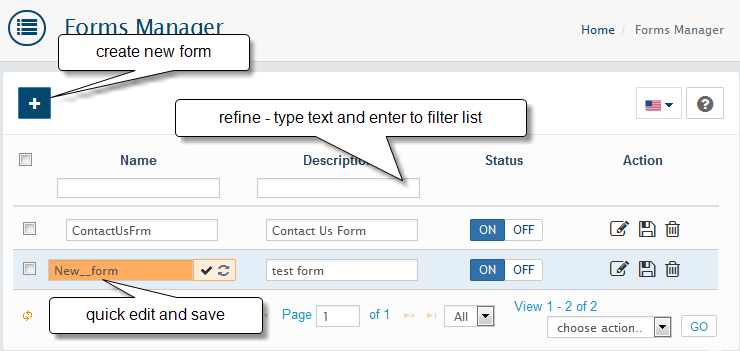 Forms Manager
Home / Forms Manager
create new form
+
?
refine - type text and enter to filter list
Name Description Status Action
ContactUsFrm Contact Us Form ON OFF
New__form test form ON OFF
quick edit and save
Page 1 of 1 All View 1 - 2 of 2
choose action.. GO